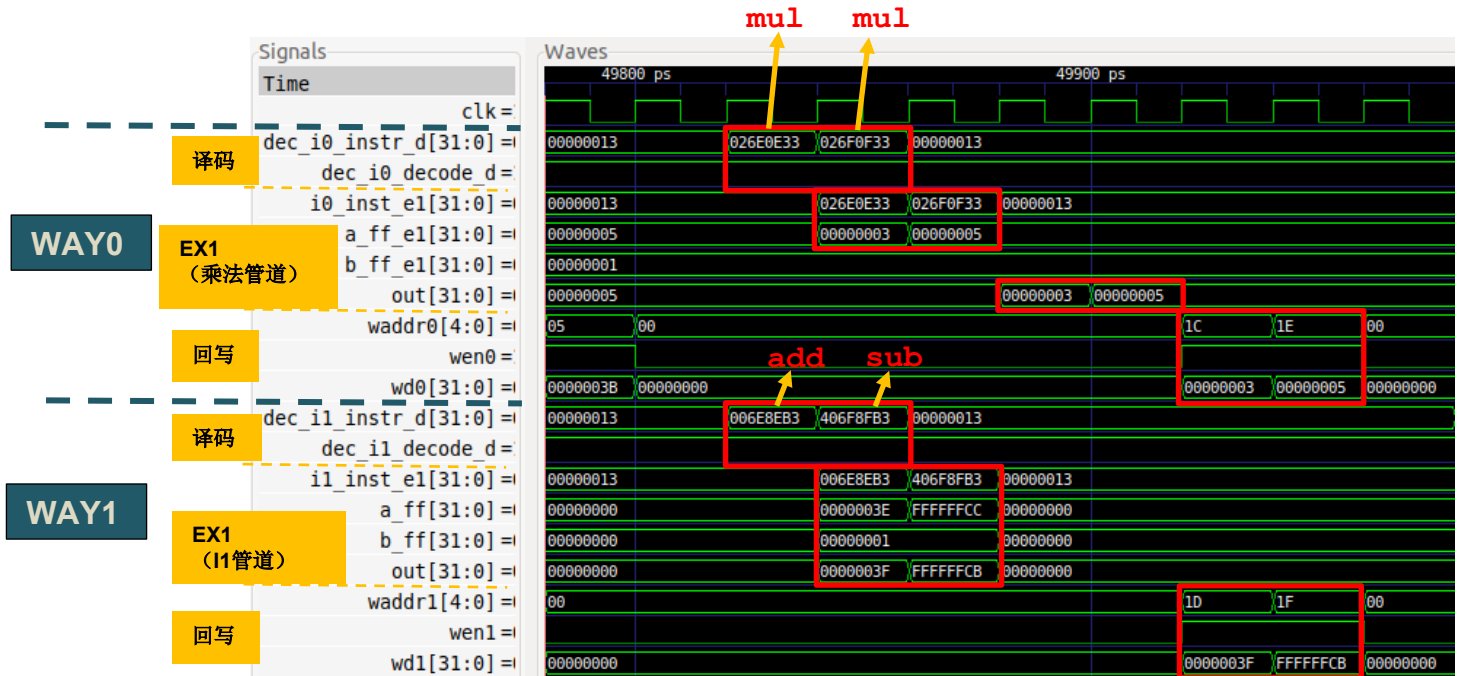 mul mul
Signals Waves
Time 49800 ps 49900 ps
clk =
译码 dec_i0_instr_d[31:0] = 00000013 026E0E33 026F0F33 00000013
dec_i0_decode_d =
WAY0
i0_inst_e1[31:0] = 00000013 026E0E33 026F0F33 00000013
EX1
（乘法管道）
a_ff_e1[31:0] = 00000005 00000003 00000005
b_ff_e1[31:0] = 00000001
out[31:0] = 00000005 00000003 00000005
回写 waddr0[4:0] = 05 00 1C 1E 00
wen0 = add sub
wd0[31:0] = 0000003B 00000000 00000003 00000005 00000000
译码 dec_i1_instr_d[31:0] = 00000013 006E8EB3 406F8FB3 00000013
dec_i1_decode_d =
WAY1
i1_inst_e1[31:0] = 00000013 006E8EB3 406F8FB3 00000013
EX1
（I1管道）
a_ff[31:0] = 00000000 0000003E FFFFFFCC 00000000
b_ff[31:0] = 00000000 00000001 00000000
out[31:0] = 00000000 0000003F FFFFFFCB 00000000
回写 waddr1[4:0] = 00 1D 1F 00
wen1 =
wd1[31:0] = 00000000 0000003F FFFFFFCB 00000000